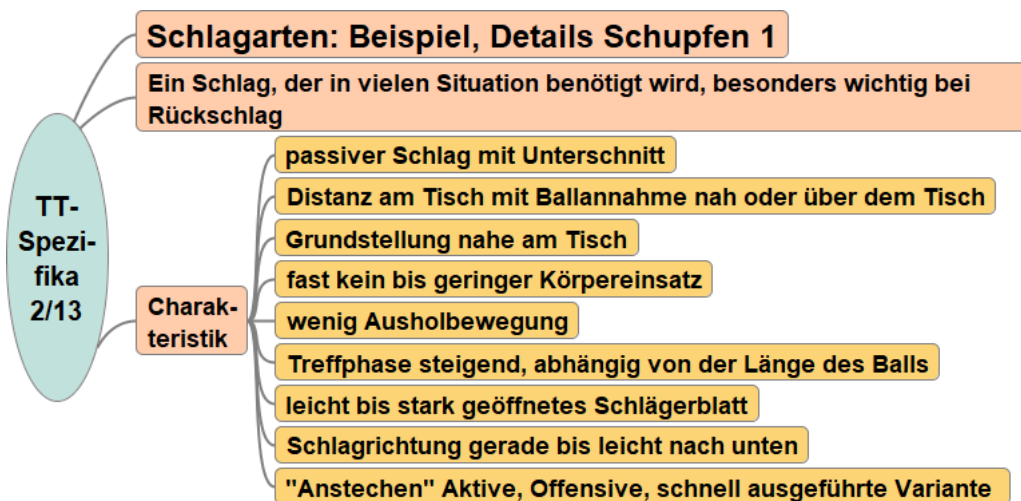 TT-
Spezi-
fika
2/13
Schlagarten: Beispiel, Details Schupfen 1
Ein Schlag, der in vielen Situation benötigt wird, besonders wichtig bei
Rückschlag
Charak-
teristik
passiver Schlag mit Unterschnitt
Distanz am Tisch mit Ballannahme nah oder über dem Tisch
Grundstellung nahe am Tisch
fast kein bis geringer Körpereinsatz
wenig Ausholbewegung
Treffphase steigend, abhängig von der Länge des Balls
leicht bis stark geöffnetes Schlägerblatt
Schlagrichtung gerade bis leicht nach unten
"Anstechen" Aktive, Offensive, schnell ausgeführte Variante